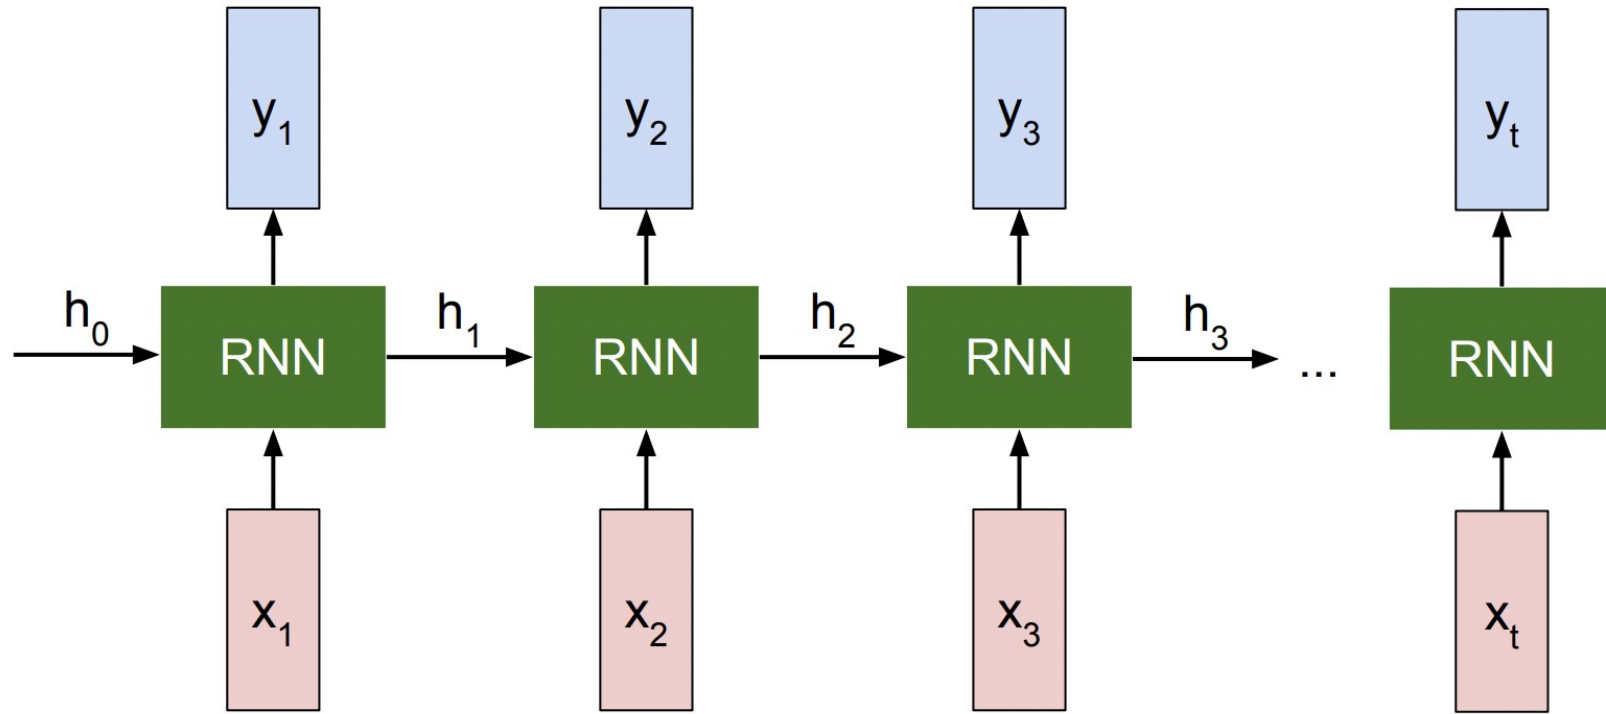 y₁ y₂ y₃ yₜ
h₀ h₁ h₂ h₃
RNN RNN RNN ... RNN
x₁ x₂ x₃ xₜ